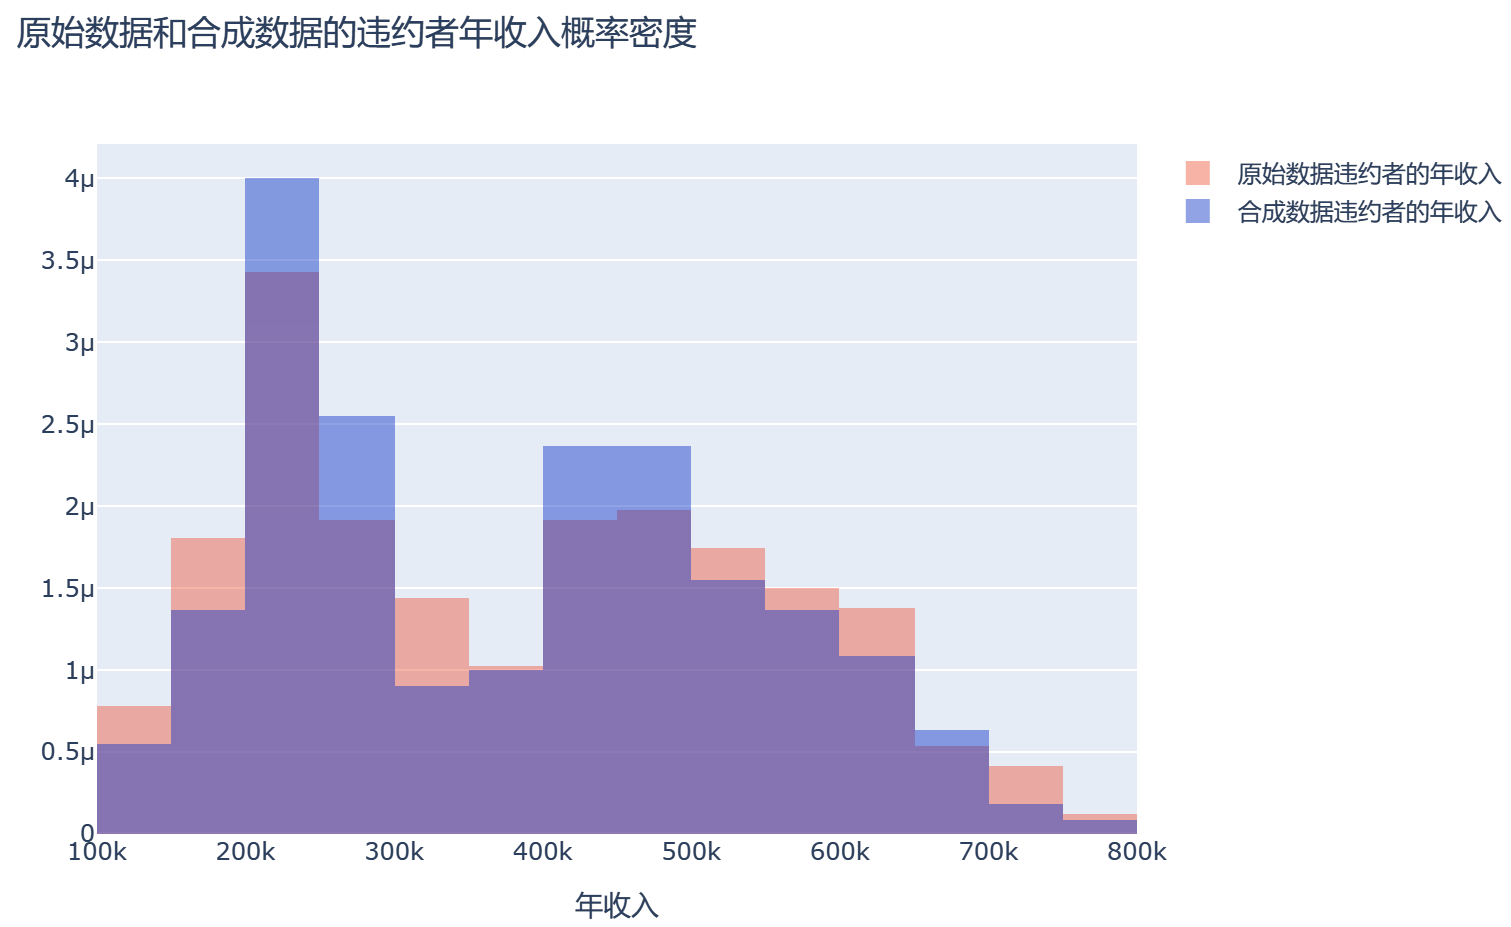 原始数据和合成数据的违约者年收入概率密度
原始数据违约者的年收入
合成数据违约者的年收入
4μ
3.5μ
3μ
2.5μ
2μ
1.5μ
1μ
0.5μ
0
100k 200k 300k 400k 500k 600k 700k 800k
年收入